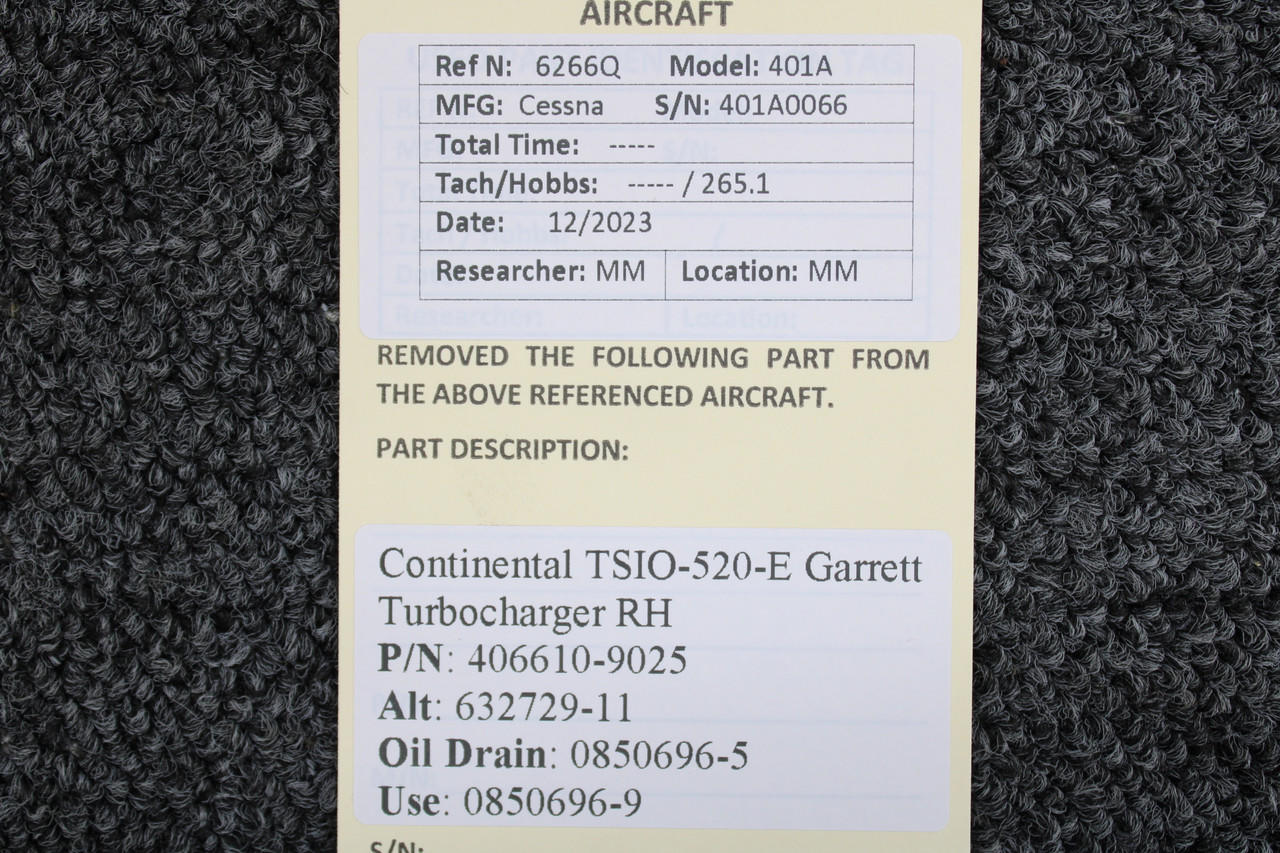 AIRCRAFT
Ref N: 6266Q Model: 401A
MFG: Cessna S/N: 401A0066
Total Time: -----
Tach/Hobbs: ----- / 265.1
Date: 12/2023
Researcher: MM Location: MM
REMOVED THE FOLLOWING PART FROM
THE ABOVE REFERENCED AIRCRAFT.
PART DESCRIPTION:
Continental TSIO-520-E Garrett
Turbocharger RH
P/N: 406610-9025
Alt: 632729-11
Oil Drain: 0850696-5
Use: 0850696-9
S/N: